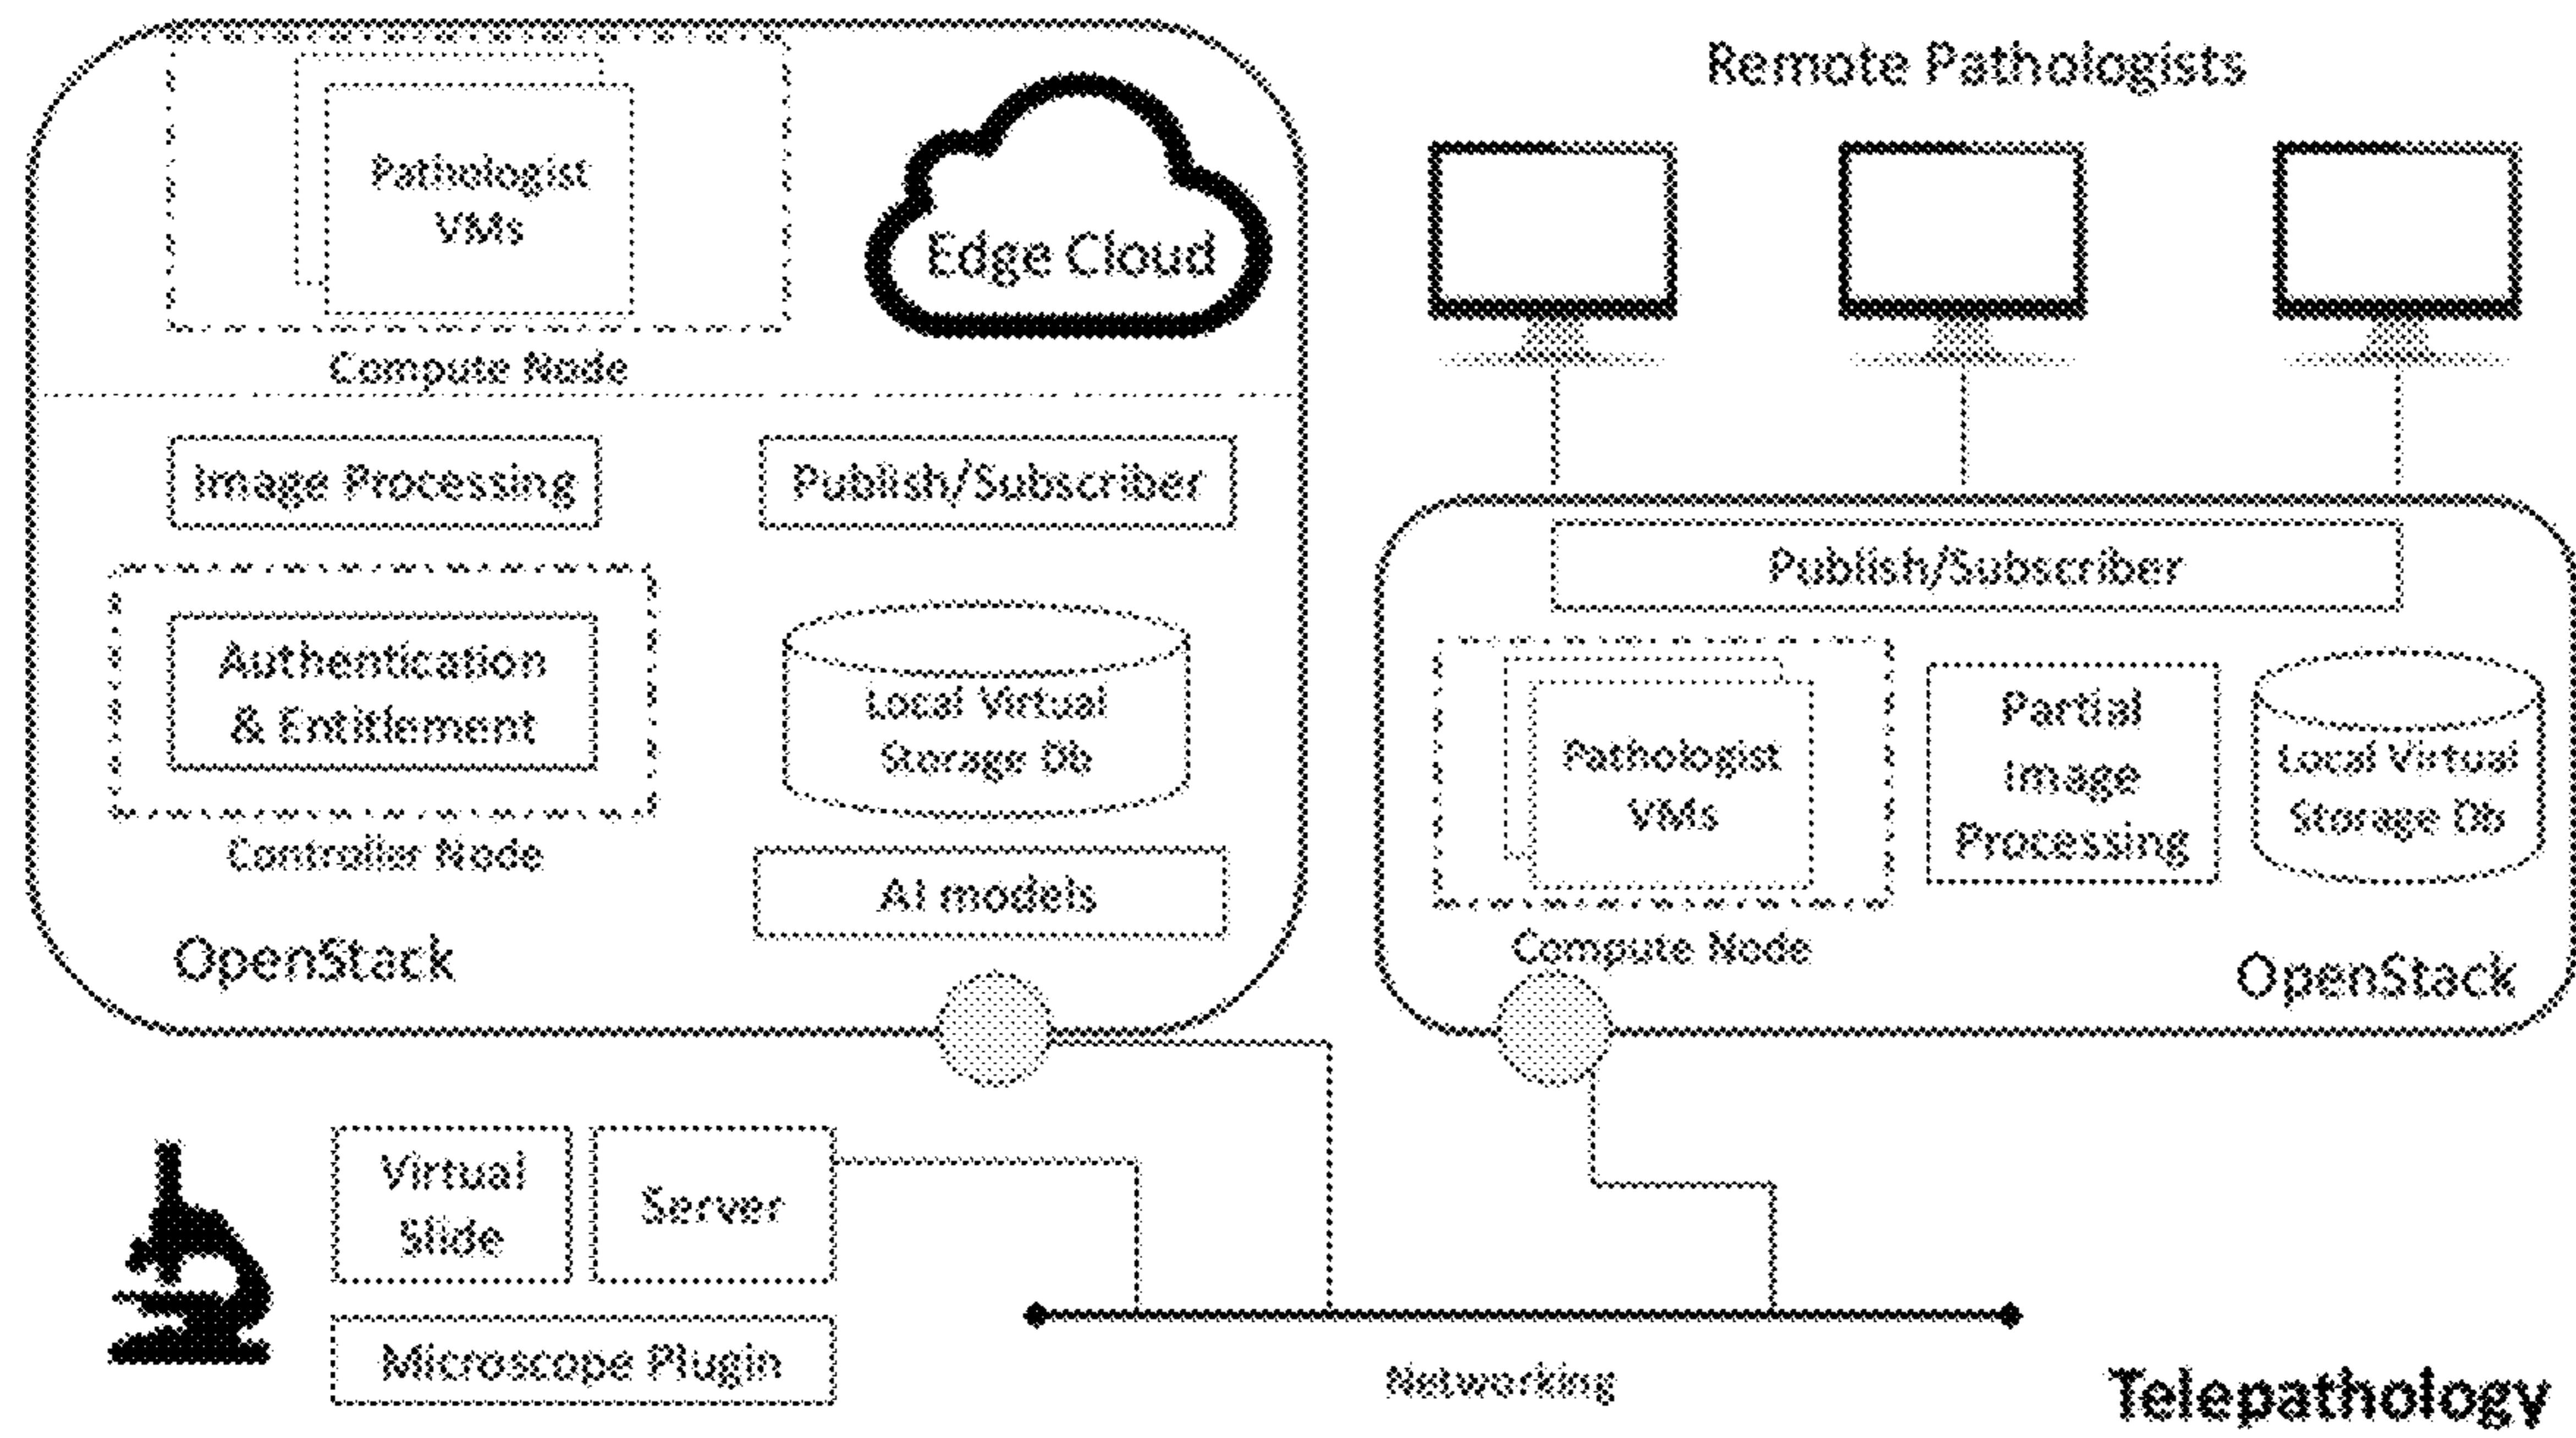 Pathologist
VMs
Compute Node
Edge Cloud
Image Processing
Publish/Subscriber
Authentication
& Entitlement
Controller Node
Local Virtual
Storage Db
AI models
OpenStack
Remote Pathologists
Publish/Subscriber
Pathologist
VMs
Compute Node
Partial
Image
Processing
Local Virtual
Storage Db
OpenStack
Virtual
Slide
Server
Microscope Plugin
Networking
Telepathology